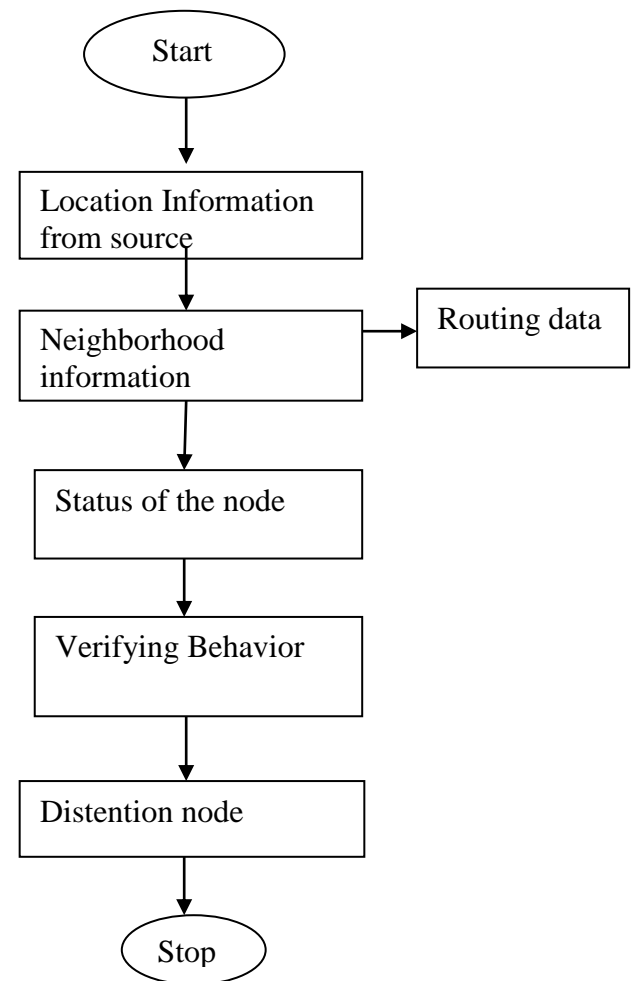 Start
Location Information
from source
Neighborhood
information
Routing data
Status of the node
Verifying Behavior
Distention node
Stop